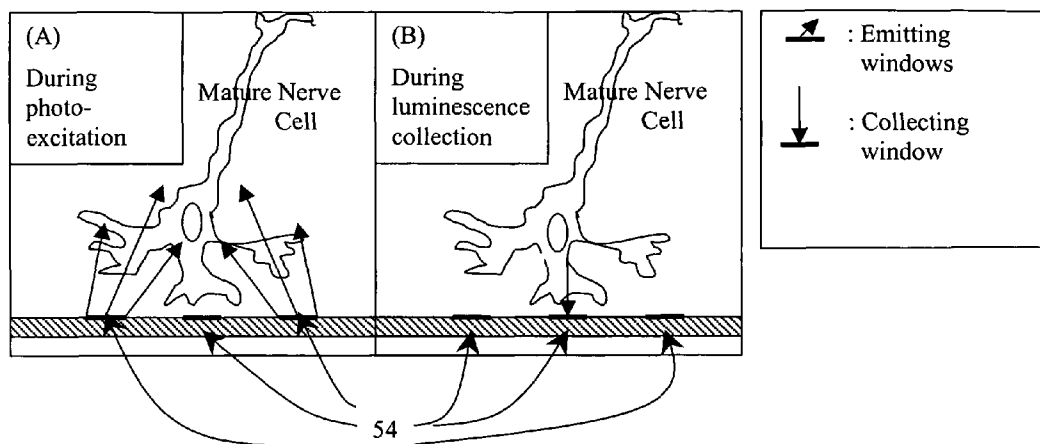 (A)
During
photo-
excitation
Mature Nerve
Cell
(B)
During
luminescence
collection
Mature Nerve
Cell
: Emitting
windows
: Collecting
window
54